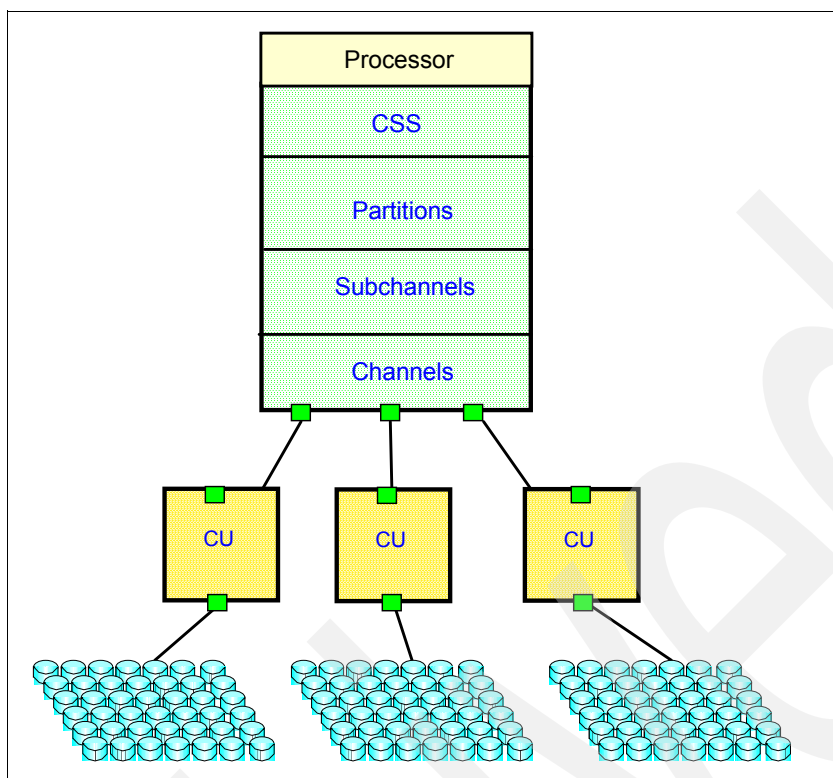 Processor
CSS
Partitions
Subchannels
Channels
CU
CU
CU